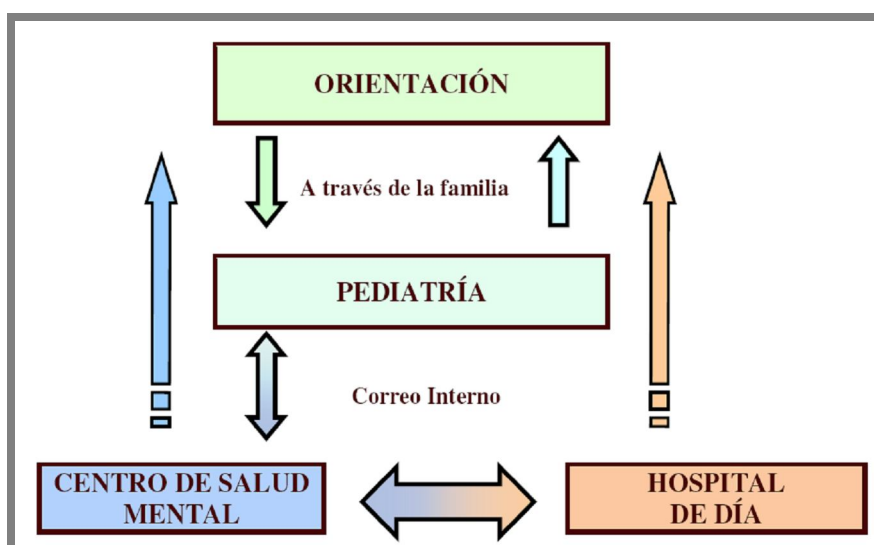 ORIENTACIÓN
A través de la familia
PEDIATRÍA
Correo Interno
CENTRO DE SALUD
MENTAL
HOSPITAL
DE DÍA